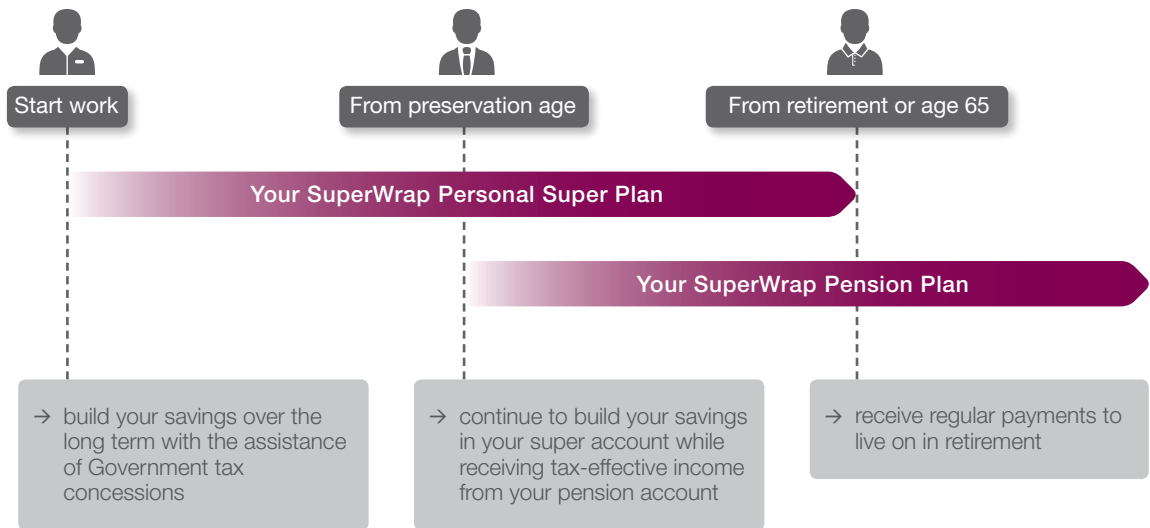 Start work
From preservation age
From retirement or age 65
Your SuperWrap Personal Super Plan
Your SuperWrap Pension Plan
→ build your savings over the
long term with the assistance
of Government tax
concessions
→ continue to build your savings
in your super account while
receiving tax-effective income
from your pension account
→ receive regular payments to
live on in retirement